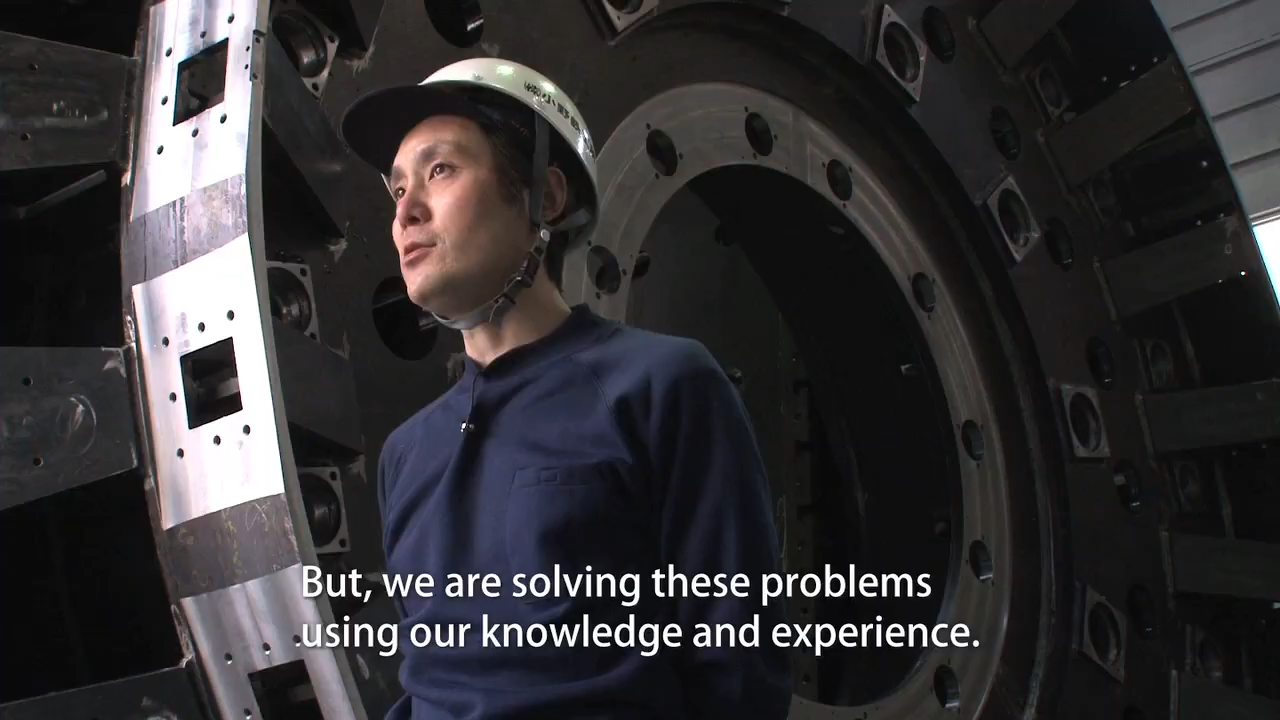 But, we are solving these problems
using our knowledge and experience.